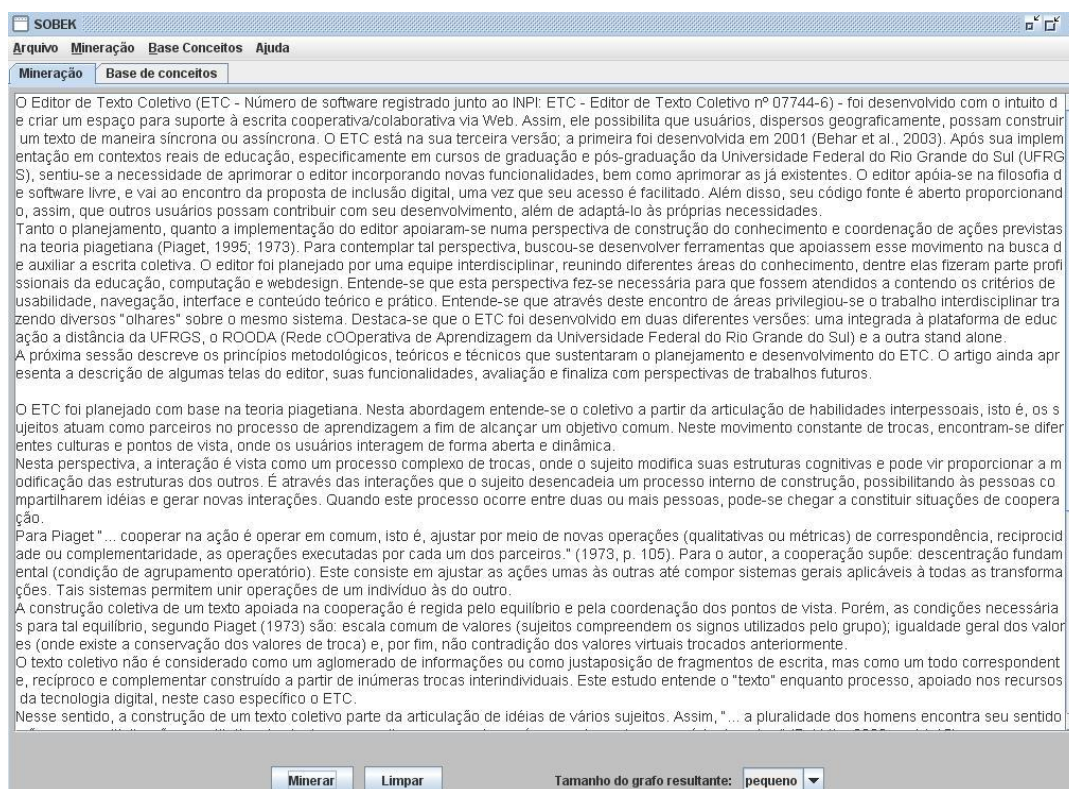 SOBEK
Arquivo Mineração Base Conceitos Ajuda
Mineração Base de conceitos
O Editor de Texto Coletivo (ETC - Número de software registrado junto ao INPI: ETC - Editor de Texto Coletivo nº 07744-6) - foi desenvolvido com o intuito d
e criar um espaço para suporte à escrita cooperativa/colaborativa via Web. Assim, ele possibilita que usuários, dispersos geograficamente, possam construir
um texto de maneira síncrona ou assíncrona. O ETC está na sua terceira versão; a primeira foi desenvolvida em 2001 (Behar et al., 2003). Após sua implem
entação em contextos reais de educação, especificamente em cursos de graduação e pós-graduação da Universidade Federal do Rio Grande do Sul (UFRG
S), sentiu-se a necessidade de aprimorar o editor incorporando novas funcionalidades, bem como aprimorar as já existentes. O editor apóia-se na filosofia d
e software livre, e vai ao encontro da proposta de inclusão digital, uma vez que seu acesso é facilitado. Além disso, seu código fonte é aberto proporcionand
o, assim, que outros usuários possam contribuir com seu desenvolvimento, além de adaptá-lo às próprias necessidades.
Tanto o planejamento, quanto a implementação do editor apoiaram-se numa perspectiva de construção do conhecimento e coordenação de ações previstas
na teoria piagetiana (Piaget, 1995; 1973). Para contemplar tal perspectiva, buscou-se desenvolver ferramentas que apoiassem esse movimento na busca d
e auxiliar a escrita coletiva. O editor foi planejado por uma equipe interdisciplinar, reunindo diferentes áreas do conhecimento, dentre elas fizeram parte profi
ssionais da educação, computação e webdesign. Entende-se que esta perspectiva fez-se necessária para que fossem atendidos a contendo os critérios de
usabilidade, navegação, interface e conteúdo teórico e prático. Entende-se que através deste encontro de áreas privilegiou-se o trabalho interdisciplinar tra
zendo diversos "olhares" sobre o mesmo sistema. Destaca-se que o ETC foi desenvolvido em duas diferentes versões: uma integrada à plataforma de educ
ação a distância da UFRGS, o ROODA (Rede cOOperativa de Aprendizagem da Universidade Federal do Rio Grande do Sul) e a outra stand alone.
A próxima sessão descreve os princípios metodológicos, teóricos e técnicos que sustentaram o planejamento e desenvolvimento do ETC. O artigo ainda apr
esenta a descrição de algumas telas do editor, suas funcionalidades, avaliação e finaliza com perspectivas de trabalhos futuros.
O ETC foi planejado com base na teoria piagetiana. Nesta abordagem entende-se o coletivo a partir da articulação de habilidades interpessoais, isto é, os s
ujeitos atuam como parceiros no processo de aprendizagem a fim de alcançar um objetivo comum. Neste movimento constante de trocas, encontram-se difer
entes culturas e pontos de vista, onde os usuários interagem de forma aberta e dinâmica.
Nesta perspectiva, a interação é vista como um processo complexo de trocas, onde o sujeito modifica suas estruturas cognitivas e pode vir proporcionar a m
odificação das estruturas dos outros. É através das interações que o sujeito desencadeia um processo interno de construção, possibilitando às pessoas co
mpartilharem idéias e gerar novas interações. Quando este processo ocorre entre duas ou mais pessoas, pode-se chegar a constituir situações de coopera
ção.
Para Piaget "... cooperar na ação é operar em comum, isto é, ajustar por meio de novas operações (qualitativas ou métricas) de correspondência, reciprocid
ade ou complementaridade, as operações executadas por cada um dos parceiros." (1973, p. 105). Para o autor, a cooperação supõe: descentração fundam
ental (condição de agrupamento operatório). Este consiste em ajustar as ações umas às outras até compor sistemas gerais aplicáveis à todas as transforma
ções. Tais sistemas permitem unir operações de um indivíduo às do outro.
A construção coletiva de um texto apoiada na cooperação é regida pelo equilíbrio e pela coordenação dos pontos de vista. Porém, as condições necessária
s para tal equilíbrio, segundo Piaget (1973) são: escala comum de valores (sujeitos compreendem os signos utilizados pelo grupo); igualdade geral dos valor
es (onde existe a conservação dos valores de troca) e, por fim, não contradição dos valores virtuais trocados anteriormente.
O texto coletivo não é considerado como um aglomerado de informações ou como justaposição de fragmentos de escrita, mas como um todo correspondent
e, recíproco e complementar construído a partir de inúmeras trocas interindividuais. Este estudo entende o "texto" enquanto processo, apoiado nos recursos
da tecnologia digital, neste caso específico o ETC.
Nesse sentido, a construção de um texto coletivo parte da articulação de idéias de vários sujeitos. Assim, "... a pluralidade dos homens encontra seu sentido
Minerar Limpar Tamanho do grafo resultante: pequeno